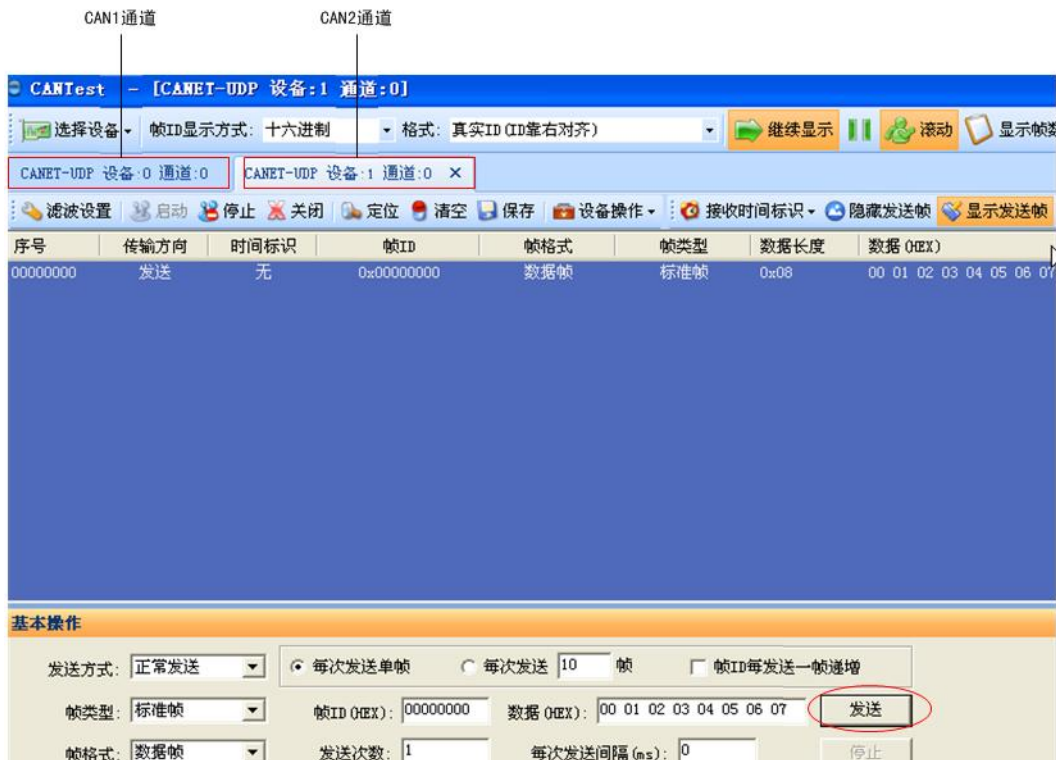 CAN1通道 CAN2通道
CANTest - [CANET-UDP 设备:1 通道:0]
选择设备 帧ID显示方式: 十六进制 格式: 真实ID(ID靠右对齐) 继续显示 滚动 显示帧数
CANET-UDP 设备:0 通道:0 CANET-UDP 设备:1 通道:0 ×
滤波设置 启动 停止 关闭 定位 清空 保存 设备操作 接收时间标识 隐藏发送帧 显示发送帧
序号 传输方向 时间标识 帧ID 帧格式 帧类型 数据长度 数据(HEX)
00000000 发送 无 0x00000000 数据帧 标准帧 0x08 00 01 02 03 04 05 06 07
基本操作
发送方式: 正常发送 每次发送单帧 每次发送 10 帧 帧ID每发送一帧递增
帧类型: 标准帧 帧ID(HEX): 00000000 数据(HEX): 00 01 02 03 04 05 06 07 发送
帧格式: 数据帧 发送次数: 1 每次发送间隔(ms): 0 停止